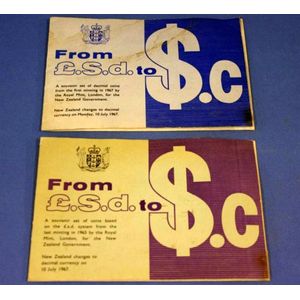 From
£.s.d. to
$.c
A souvenir set of decimal coins
from the first minting in 1967 by
the Royal Mint, London, for the
New Zealand Government.
New Zealand changes to decimal
currency on Monday, 10 July 1967.
From
£.s.d. to
$.c
A souvenir set of coins based
on the £.s.d. system from the
last minting in 1965 by the Royal
Mint, London, for the New
Zealand Government.
New Zealand changes to
decimal currency on
10 July 1967.